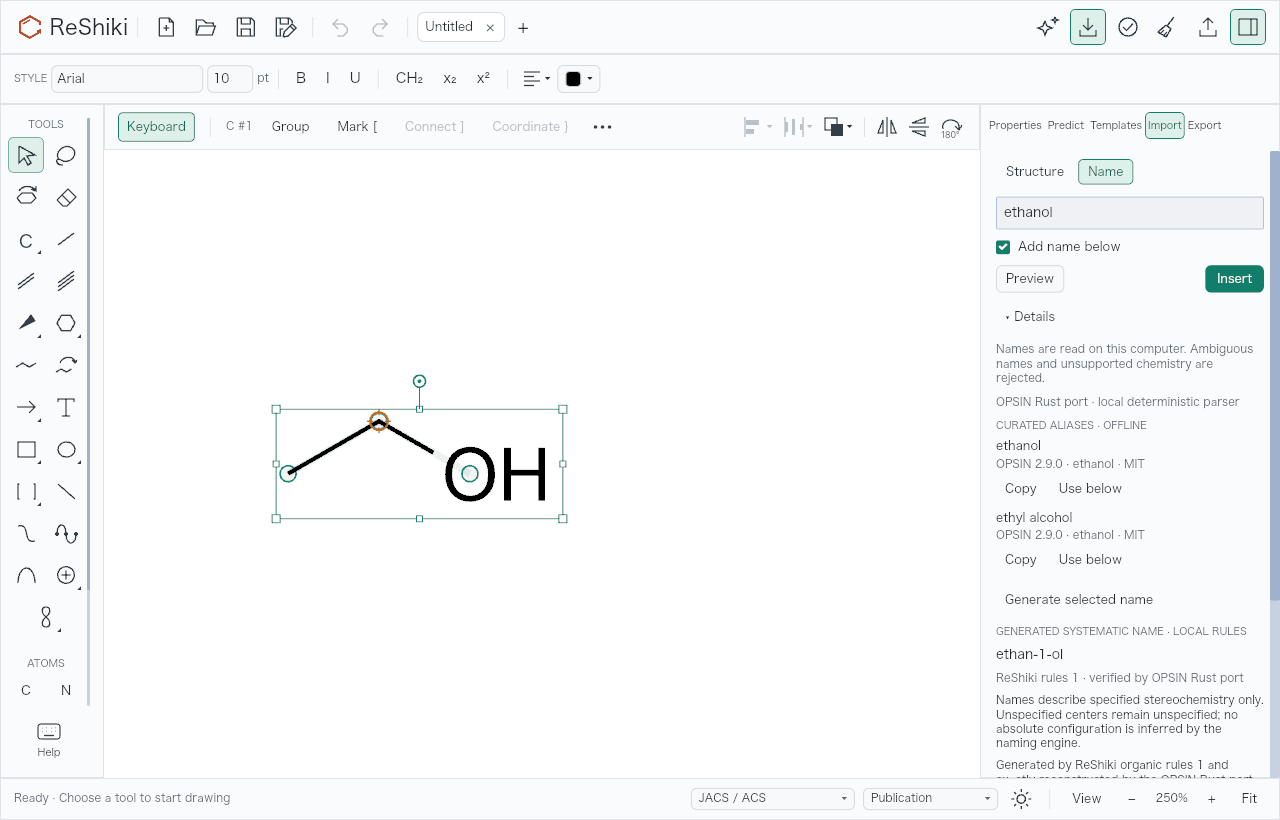 ReShiki
Untitled
STYLE Arial 10 pt B I U CH₂ x₂ x²
TOOLS
C
T
ATOMS
C N
Help
Keyboard C #1 Group Mark [ Connect ] Coordinate } 180°
OH
Properties Predict Templates Import Export
Structure Name
ethanol
Add name below
Preview Insert
Details
Names are read on this computer. Ambiguous
names and unsupported chemistry are
rejected.
OPSIN Rust port · local deterministic parser
CURATED ALIASES · OFFLINE
ethanol
OPSIN 2.9.0 · ethanol · MIT
Copy Use below
ethyl alcohol
OPSIN 2.9.0 · ethanol · MIT
Copy Use below
Generate selected name
GENERATED SYSTEMATIC NAME · LOCAL RULES
ethan-1-ol
ReShiki rules 1 · verified by OPSIN Rust port
Names describe specified stereochemistry only.
Unspecified centers remain unspecified; no
absolute configuration is inferred by the
naming engine.
Generated by ReShiki organic rules 1 and
reconstructed by the OPSIN Rust port
Ready · Choose a tool to start drawing
JACS / ACS Publication View − 250% + Fit